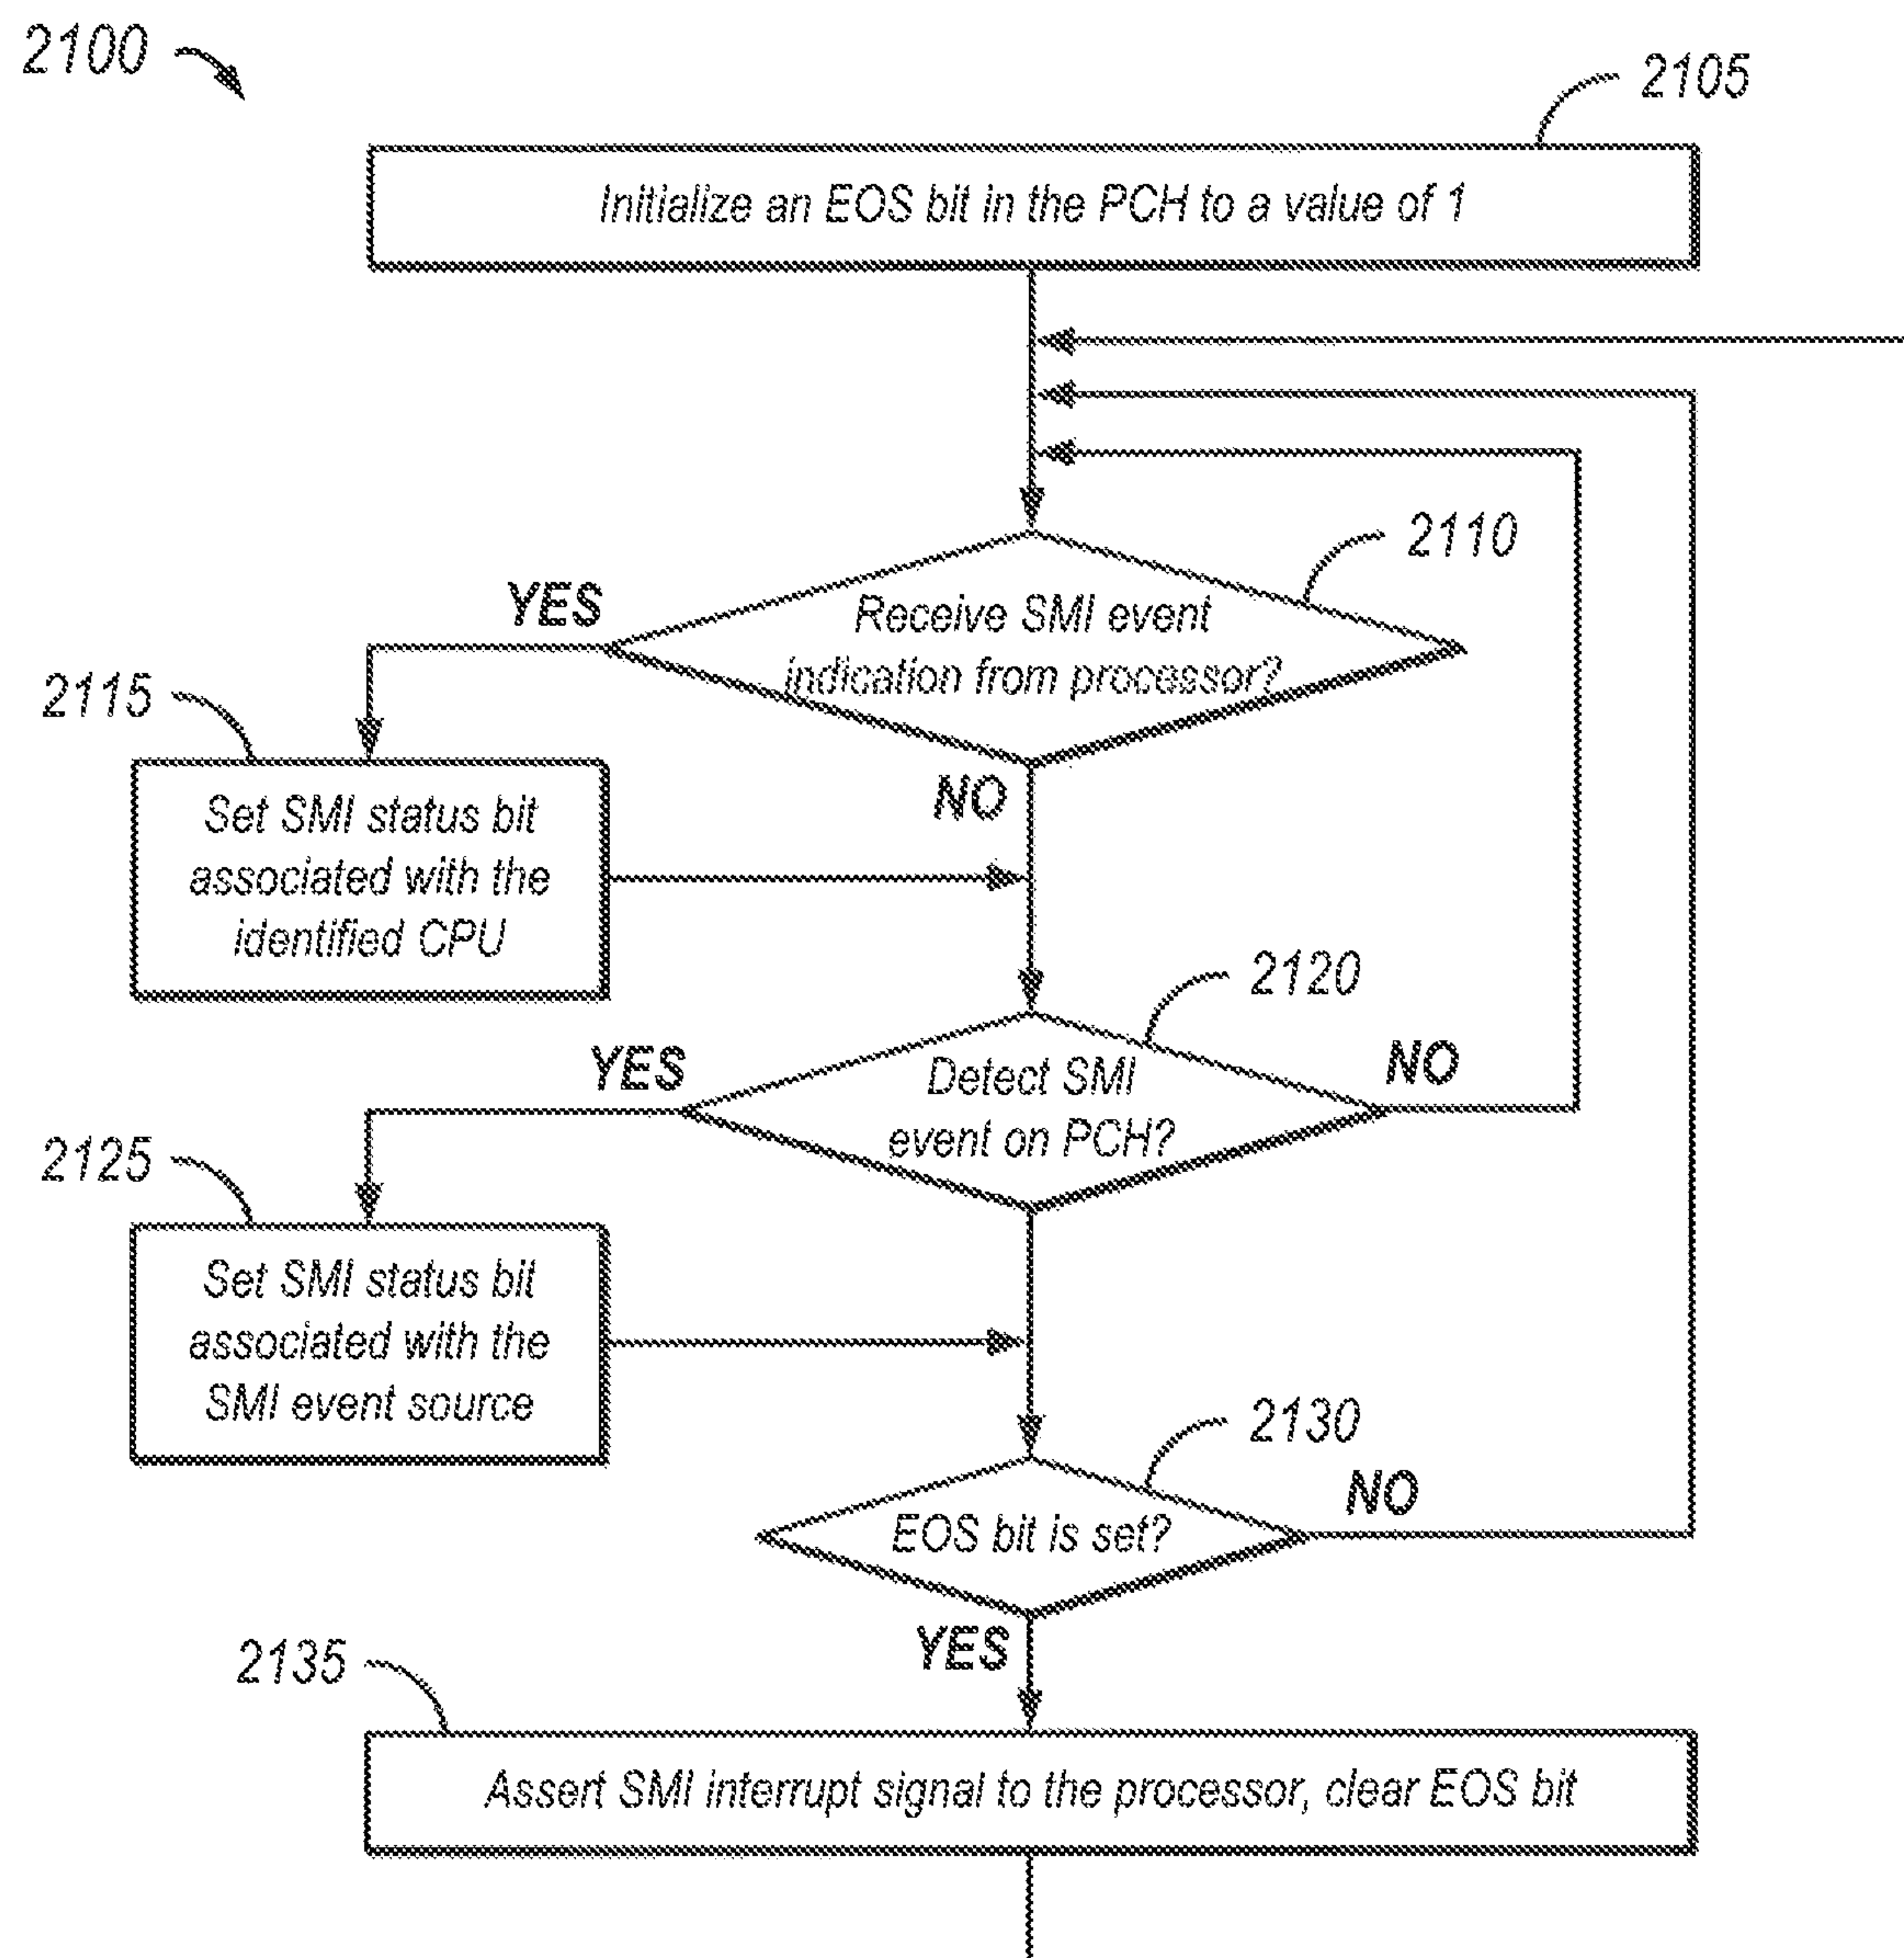 2100
2105
Initialize an EOS bit in the PCH to a value of 1
2110
YES
Receive SMI event
indication from processor?
2115
NO
Set SMI status bit
associated with the
identified CPU
2120
YES
NO
Detect SMI
event on PCH?
2125
Set SMI status bit
associated with the
SMI event source
2130
NO
EOS bit is set?
YES
2135
Assert SMI interrupt signal to the processor, clear EOS bit